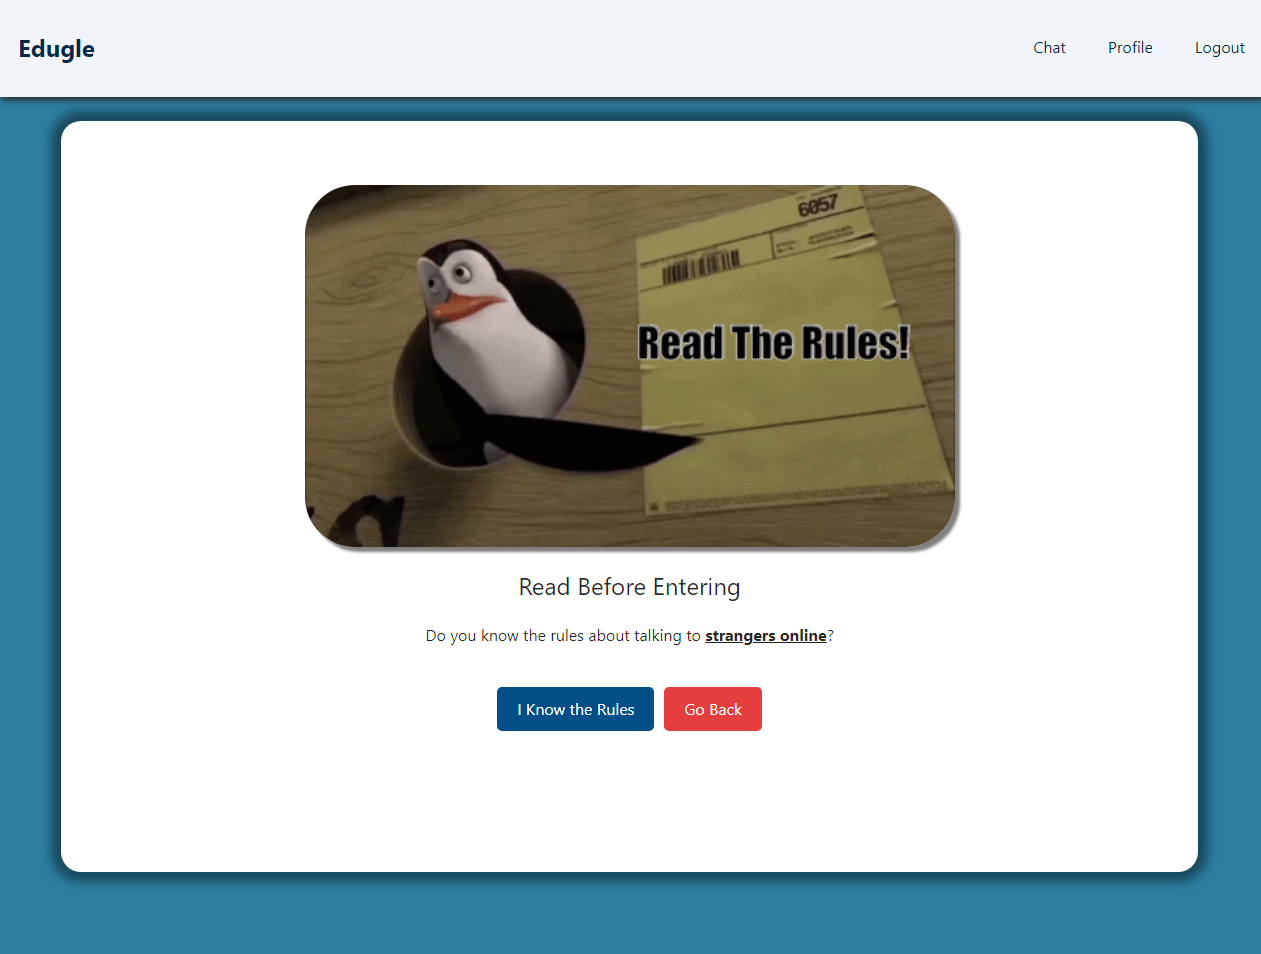 Edugle
Chat
Profile
Logout
6057
Read The Rules!
Read Before Entering
Do you know the rules about talking to strangers online?
I Know the Rules
Go Back